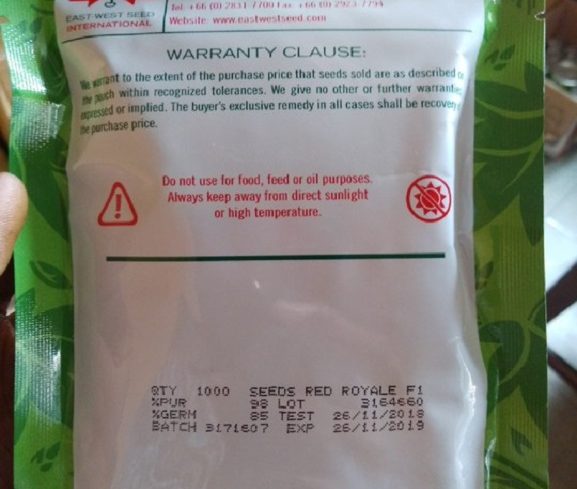 EAST-WEST SEED
INTERNATIONAL
Tel. +66 (0) 2831 7700 Fax. +66 (0) 2923 7794
Website: www.eastwestseed.com
WARRANTY CLAUSE:
We warrant to the extent of the purchase price that seeds sold are as described
the pouch within recognized tolerances. We give no other or further warranties
expressed or implied. The buyer's exclusive remedy in all cases shall be recovery
the purchase price.
Do not use for food, feed or oil purposes.
Always keep away from direct sunlight
or high temperature.
QTY 1000 SEEDS RED ROYALE F1
%PUR 98 LOT 3164660
%GERM 85 TEST 26/11/2018
BATCH 3171607 EXP 26/11/2019